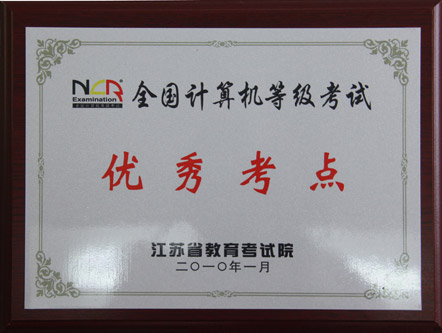 NCR
Examination
全国计算机等级考试
优秀考点
江苏省教育考试院
二〇一〇年一月